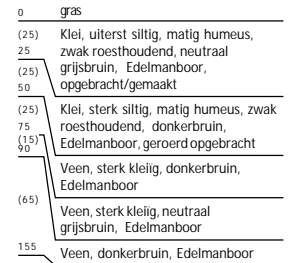 0 gras
(25) Klei, uiterst siltig, matig humeus,
25 zwak roesthoudend, neutraal
(25) grijsbruin, Edelmanboor,
50 opgebracht/gemaakt
(25) Klei, sterk siltig, matig humeus, zwak
75 roesthoudend, donkerbruin,
(15) Edelmanboor, geroerd opgebracht
90
Veen, sterk kleiïg, donkerbruin,
Edelmanboor
(65) Veen, sterk kleiïg, neutraal
grijsbruin, Edelmanboor
155 Veen, donkerbruin, Edelmanboor